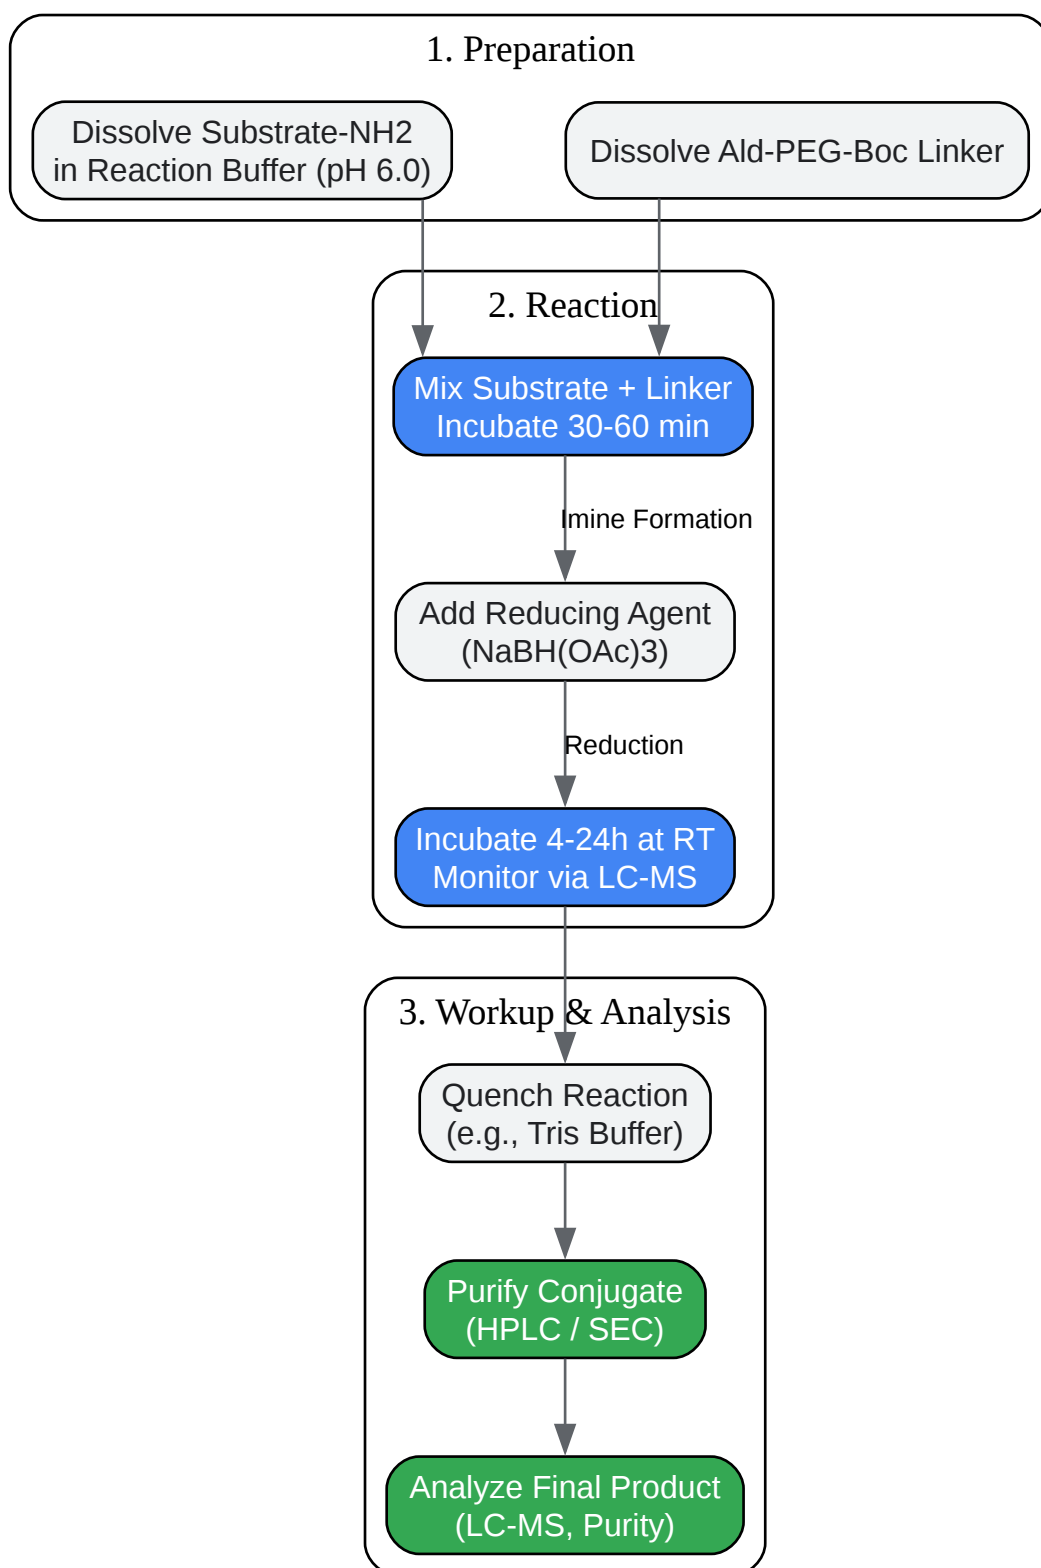 1. Preparation
Dissolve Substrate-NH2
in Reaction Buffer (pH 6.0)
Dissolve Ald-PEG-Boc Linker
2. Reaction
Mix Substrate + Linker
Incubate 30-60 min
Imine Formation
Add Reducing Agent
(NaBH(OAc)3)
Reduction
Incubate 4-24h at RT
Monitor via LC-MS
3. Workup & Analysis
Quench Reaction
(e.g., Tris Buffer)
Purify Conjugate
(HPLC / SEC)
Analyze Final Product
(LC-MS, Purity)